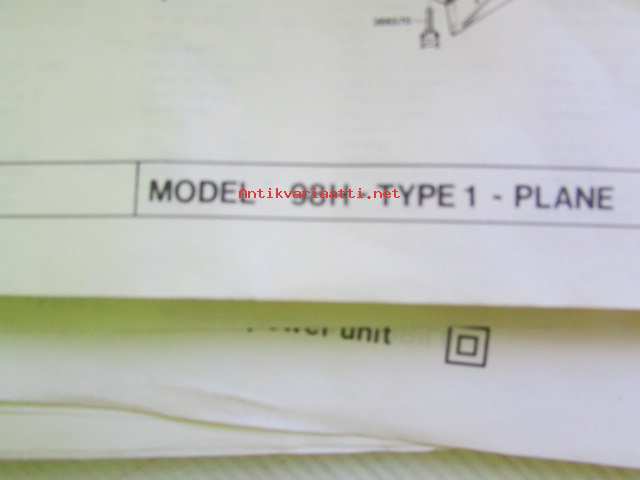 MODEL 98H - TYPE 1 - PLANE
Antikvariaatti.net
Power unit